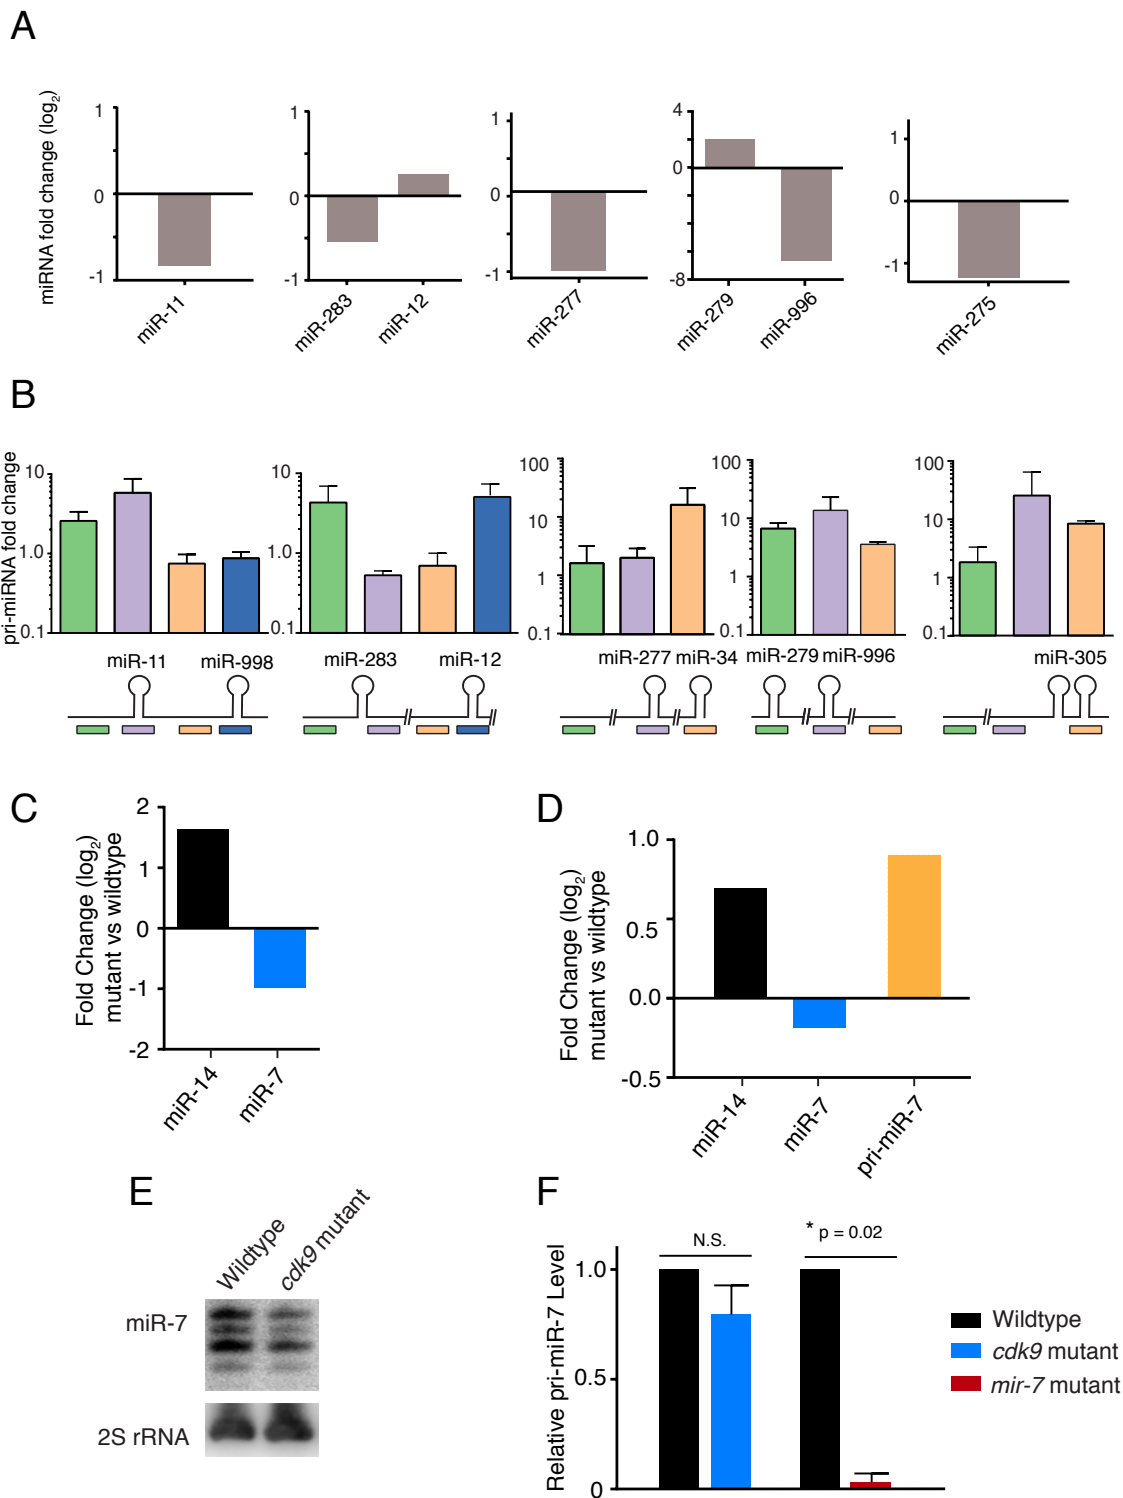 A
miRNA fold change (log2)
1
0
-1
miR-11
1
0
-1
miR-283
miR-12
1
0
-1
miR-277
4
0
-8
miR-279
miR-996
1
0
-1
miR-275
B
pri-miRNA fold change
10
1.0
0.1
10
1.0
0.1
100
10
1
0.1
100
10
1
0.1
100
10
1
0.1
miR-11 miR-998
miR-283 miR-12
miR-277 miR-34
miR-279 miR-996
miR-305
C
Fold Change (log2)
mutant vs wildtype
2
1
0
-1
-2
miR-14
miR-7
D
Fold Change (log2)
mutant vs wildtype
1.0
0.5
0.0
-0.5
miR-14
miR-7
pri-miR-7
E
Wildtype
cdk9 mutant
miR-7
2S rRNA
F
Relative pri-miR-7 Level
1.0
0.5
0
N.S.
* p = 0.02
Wildtype
cdk9 mutant
mir-7 mutant